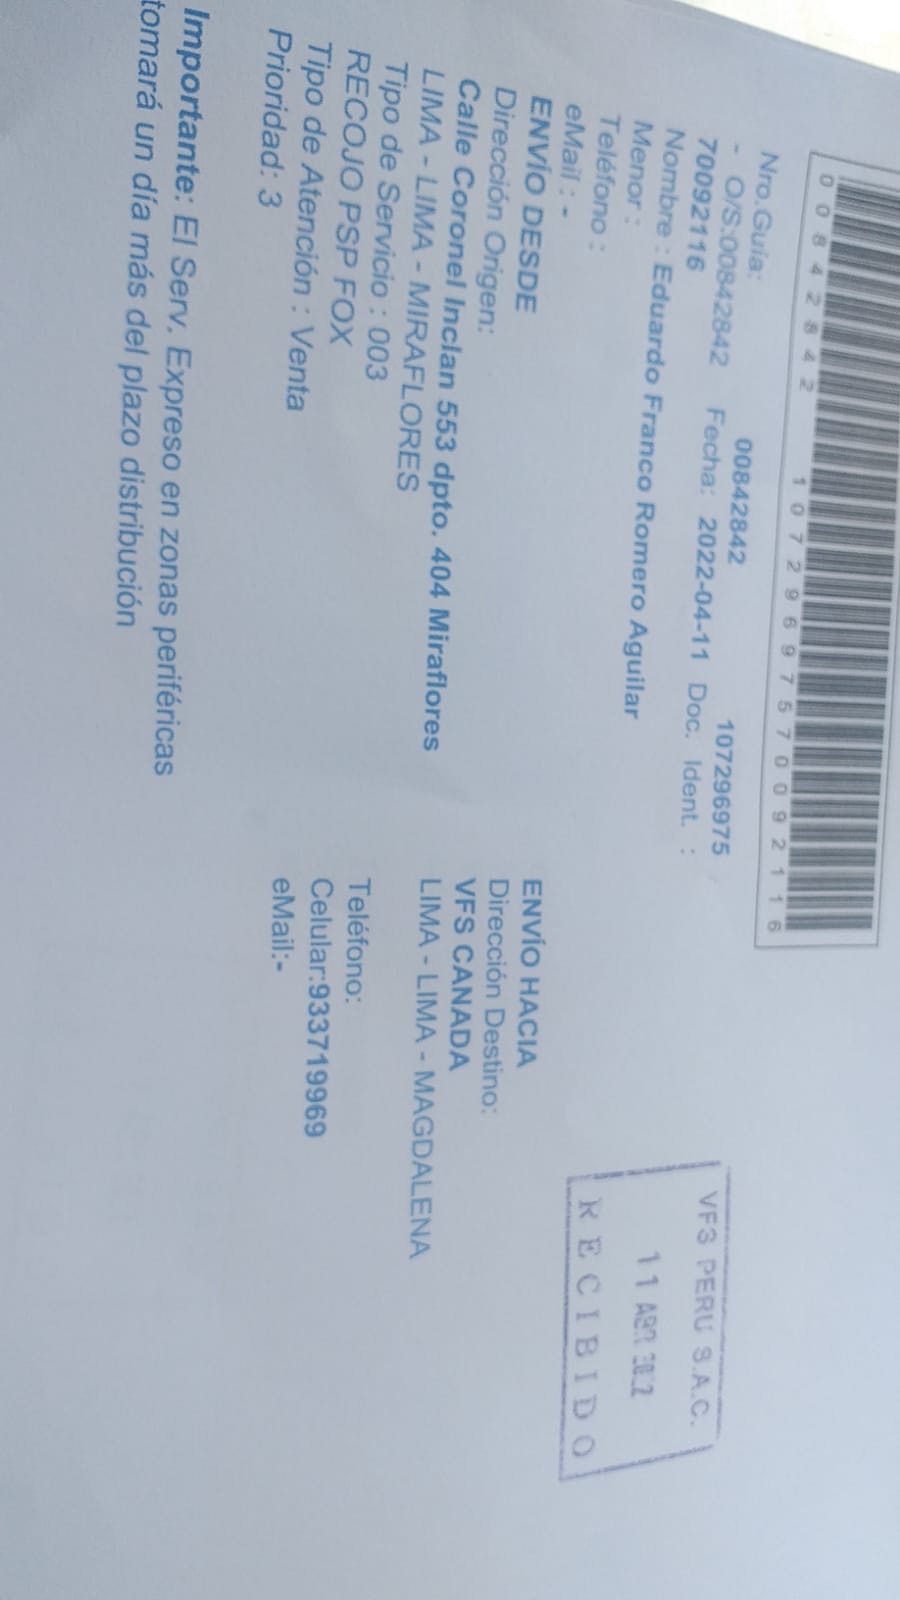 0 0 8 4 2 8 4 2 1 0 7 2 9 6 9 7 5 7 0 0 9 2 1 1 6
Nro.Guía: 00842842 107296975
- O/S:00842842 Fecha: 2022-04-11 Doc. Ident. :
70092116
Nombre : Eduardo Franco Romero Aguilar
Menor :
Teléfono :
eMail : -
ENVÍO DESDE
Dirección Origen:
Calle Coronel Inclan 553 dpto. 404 Miraflores
LIMA - LIMA - MIRAFLORES
Tipo de Servicio : 003
RECOJO PSP FOX
Tipo de Atención : Venta
Prioridad: 3
ENVÍO HACIA
Dirección Destino:
VFS CANADA
LIMA - LIMA - MAGDALENA
Teléfono:
Celular:933719969
eMail:-
Importante: El Serv. Expreso en zonas periféricas
tomará un día más del plazo distribución
VFS PERU S.A.C.
11 ABR 2022
RECIBIDO